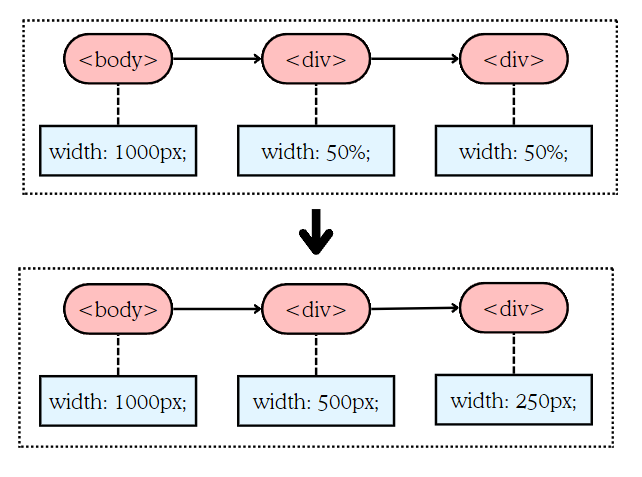 <body> <div> <div>
width: 1000px; width: 50%; width: 50%;
<body> <div> <div>
width: 1000px; width: 500px; width: 250px;